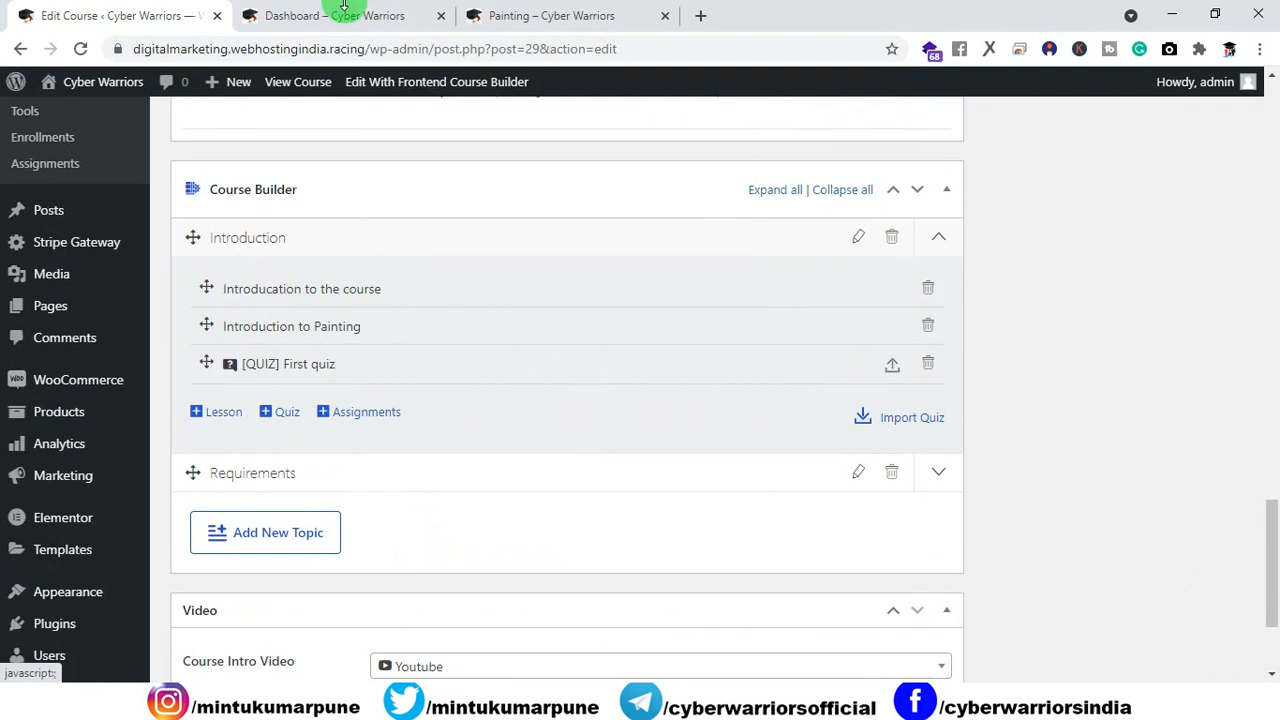 Edit Course ‹ Cyber Warriors — W
Dashboard – Cyber Warriors
Painting – Cyber Warriors
digitalmarketing.webhostingindia.racing/wp-admin/post.php?post=29&action=edit
68
Cyber Warriors
0
New
View Course
Edit With Frontend Course Builder
Howdy, admin
Tools
Enrollments
Assignments
Posts
Stripe Gateway
Media
Pages
Comments
WooCommerce
Products
Analytics
Marketing
Elementor
Templates
Appearance
Plugins
Users
javascript:;
Course Builder
Expand all | Collapse all
Introduction
Introducation to the course
Introduction to Painting
[QUIZ] First quiz
Lesson
Quiz
Assignments
Import Quiz
Requirements
Add New Topic
Video
Course Intro Video
Youtube
/mintukumarpune
/mintukumarpune
/cyberwarriorsofficial
/cyberwarriorsindia